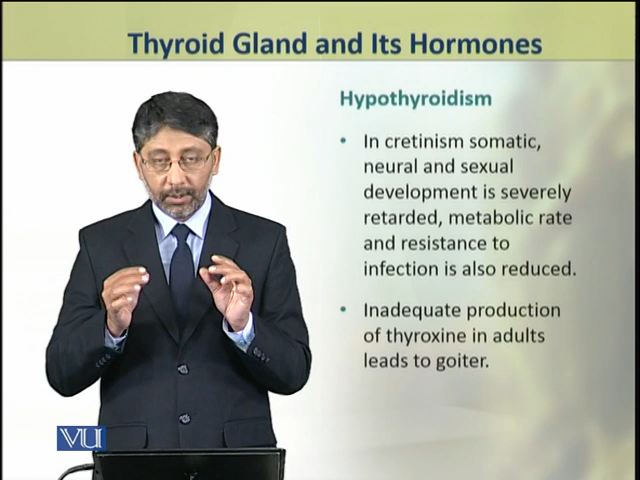 Thyroid Gland and Its Hormones
Hypothyroidism
• In cretinism somatic,
neural and sexual
development is severely
retarded, metabolic rate
and resistance to
infection is also reduced.
• Inadequate production
of thyroxine in adults
leads to goiter.
VU